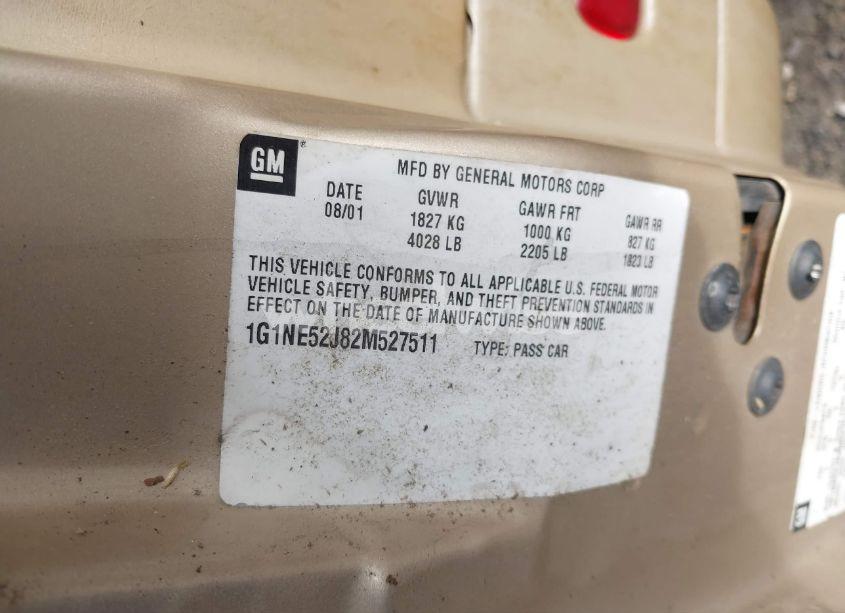 GM
MFD BY GENERAL MOTORS CORP
DATE GVWR GAWR FRT GAWR RR
08/01 1827 KG 1000 KG 827 KG
4028 LB 2205 LB 1823 LB
THIS VEHICLE CONFORMS TO ALL APPLICABLE U.S. FEDERAL MOTOR
VEHICLE SAFETY, BUMPER, AND THEFT PREVENTION STANDARDS IN
EFFECT ON THE DATE OF MANUFACTURE SHOWN ABOVE.
1G1NE52J82M527511 TYPE: PASS CAR